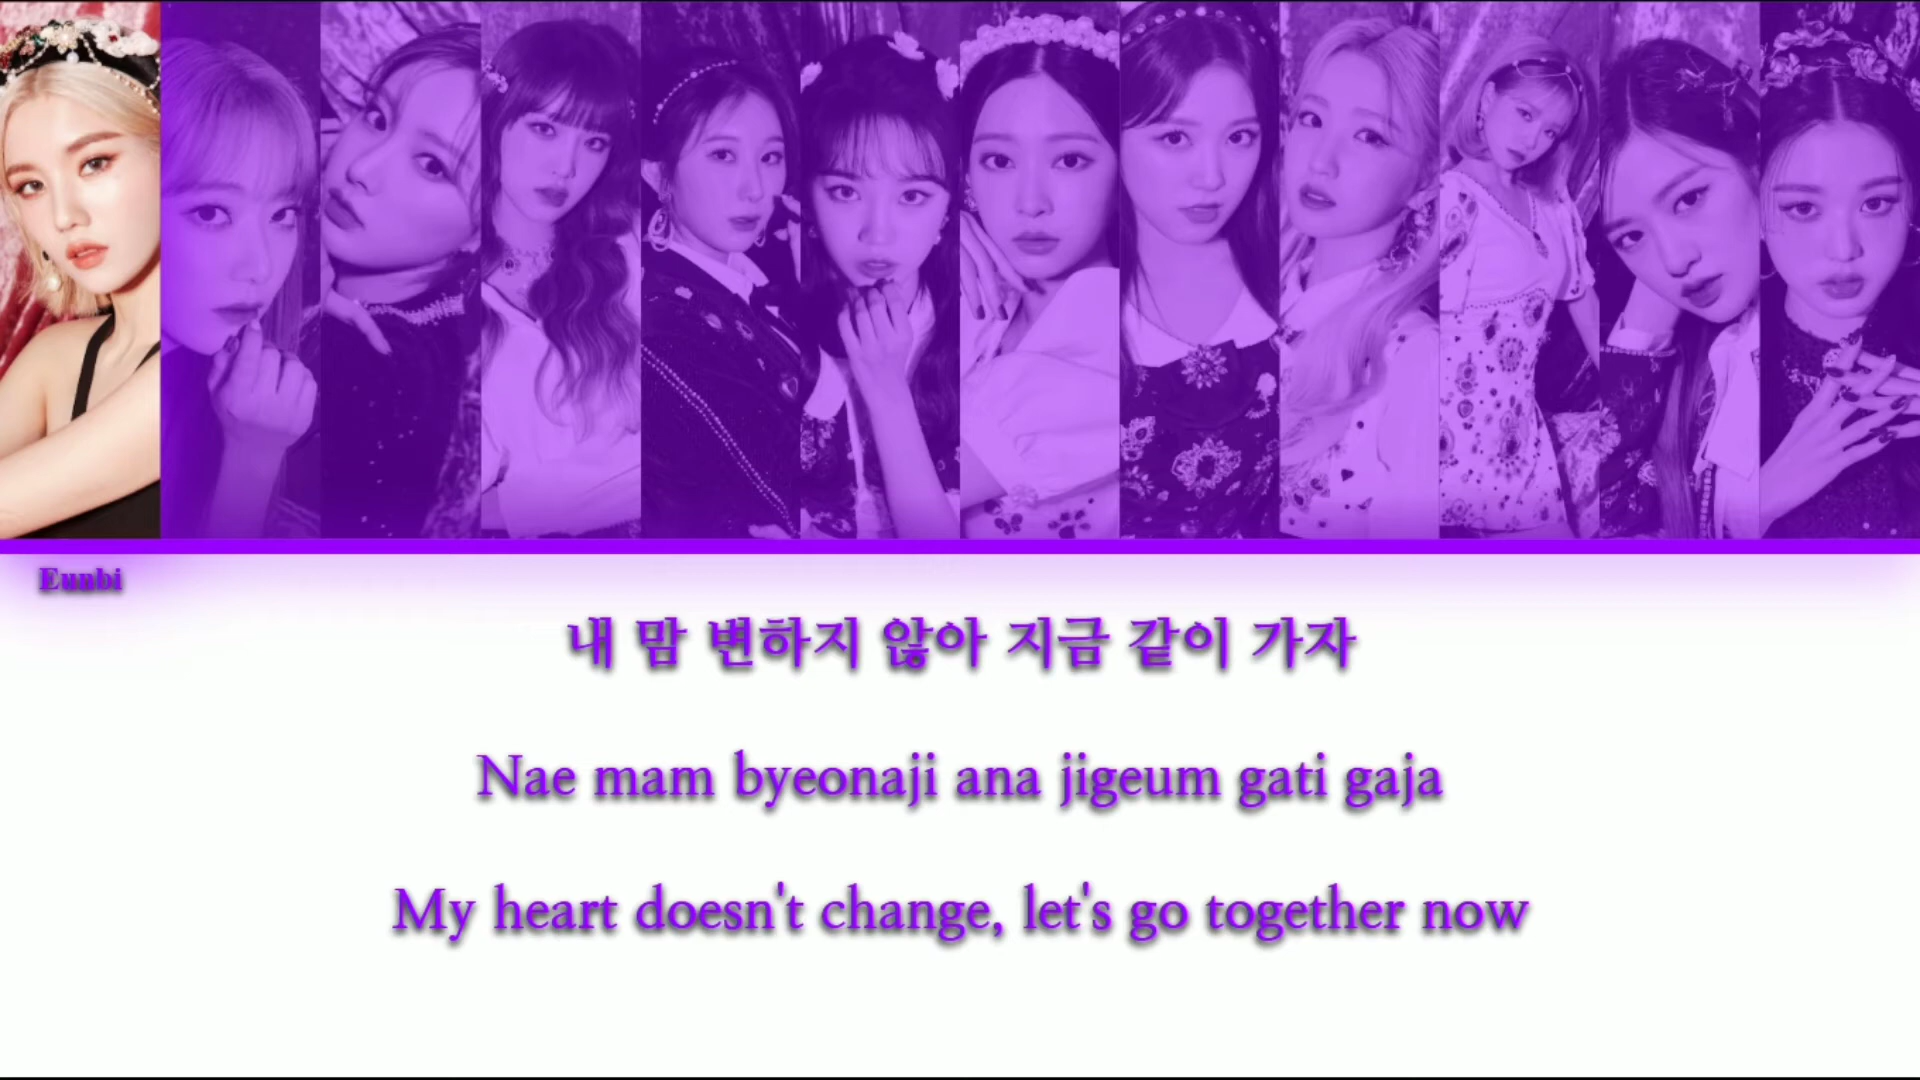 Eunbi
내 맘 변하지 않아 지금 같이 가자
Nae mam byeonaji ana jigeum gati gaja
My heart doesn't change, let's go together now